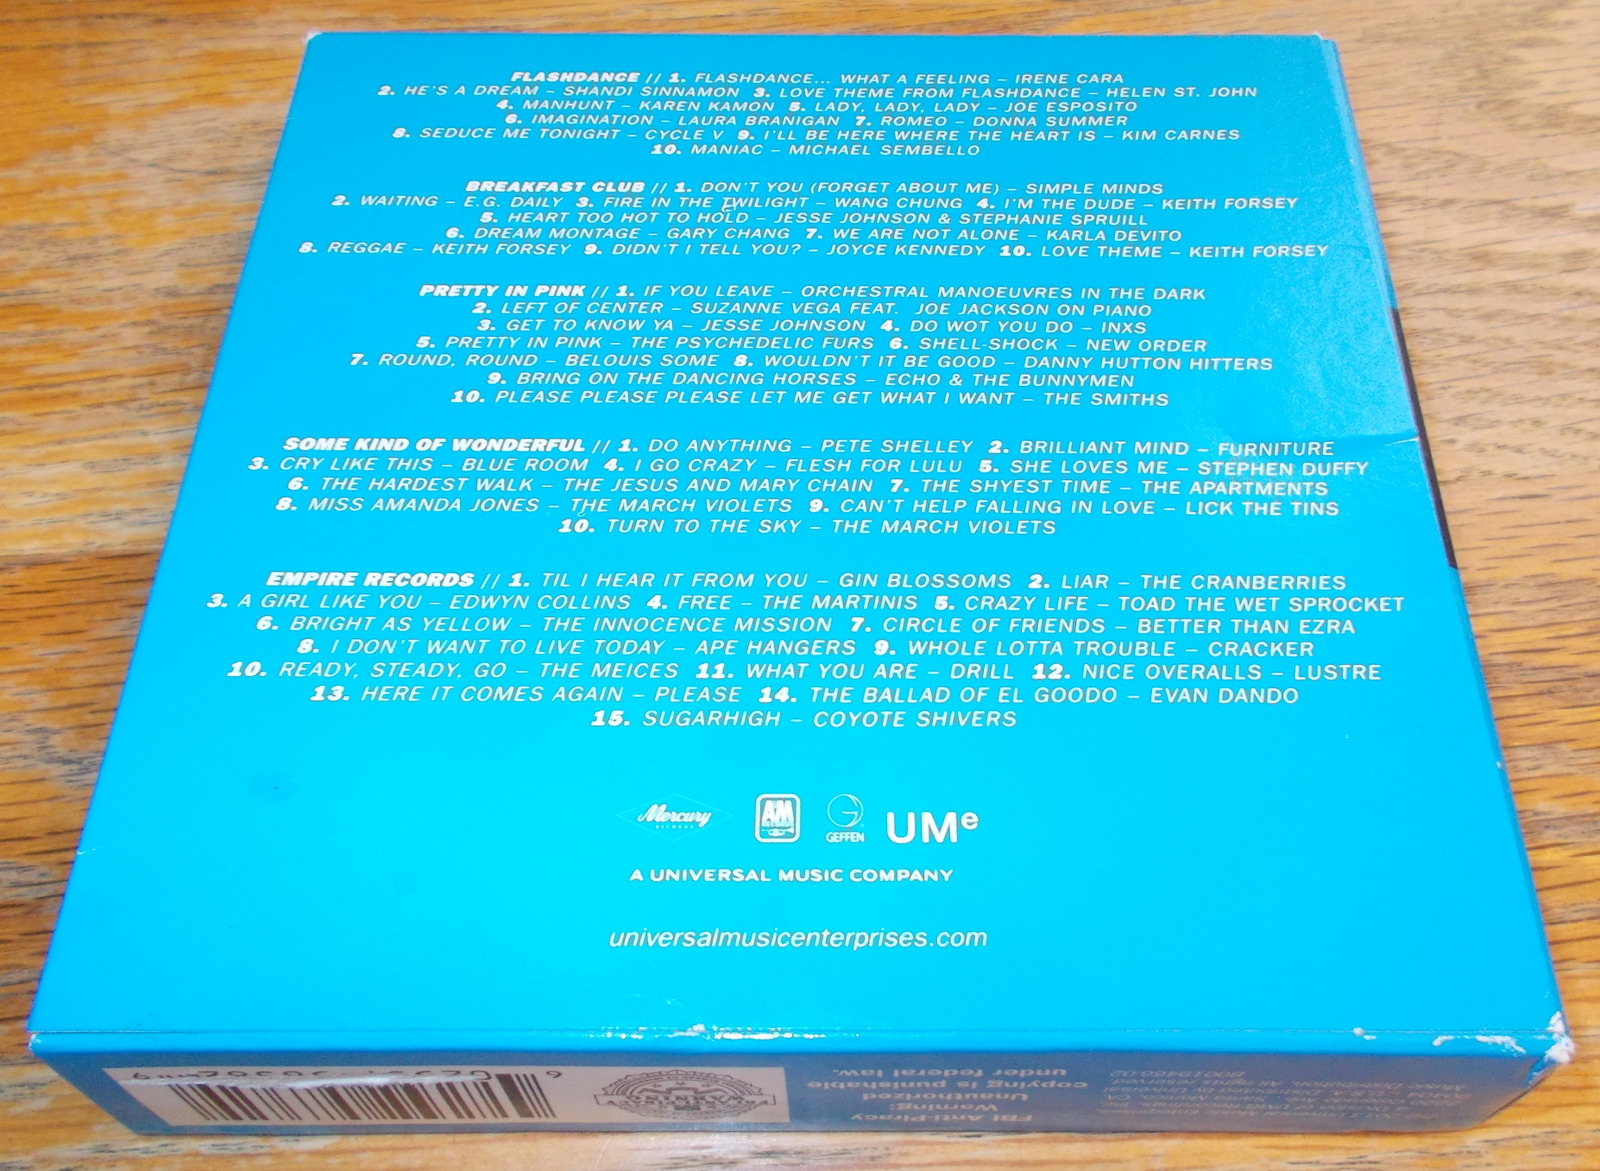 FLASHDANCE // 1. FLASHDANCE... WHAT A FEELING – IRENE CARA
2. HE'S A DREAM – SHANDI SINNAMON 3. LOVE THEME FROM FLASHDANCE – HELEN ST. JOHN
4. MANHUNT – KAREN KAMON 5. LADY, LADY, LADY – JOE ESPOSITO
6. IMAGINATION – LAURA BRANIGAN 7. ROMEO – DONNA SUMMER
8. SEDUCE ME TONIGHT – CYCLE V 9. I'LL BE HERE WHERE THE HEART IS – KIM CARNES
10. MANIAC – MICHAEL SEMBELLO
BREAKFAST CLUB // 1. DON'T YOU (FORGET ABOUT ME) – SIMPLE MINDS
2. WAITING – E.G. DAILY 3. FIRE IN THE TWILIGHT – WANG CHUNG 4. I'M THE DUDE – KEITH FORSEY
5. HEART TOO HOT TO HOLD – JESSE JOHNSON & STEPHANIE SPRUILL
6. DREAM MONTAGE – GARY CHANG 7. WE ARE NOT ALONE – KARLA DEVITO
8. REGGAE – KEITH FORSEY 9. DIDN'T I TELL YOU? – JOYCE KENNEDY 10. LOVE THEME – KEITH FORSEY
PRETTY IN PINK // 1. IF YOU LEAVE – ORCHESTRAL MANOEUVRES IN THE DARK
2. LEFT OF CENTER – SUZANNE VEGA FEAT. JOE JACKSON ON PIANO
3. GET TO KNOW YA – JESSE JOHNSON 4. DO WOT YOU DO – INXS
5. PRETTY IN PINK – THE PSYCHEDELIC FURS 6. SHELL-SHOCK – NEW ORDER
7. ROUND, ROUND – BELOUIS SOME 8. WOULDN'T IT BE GOOD – DANNY HUTTON HITTERS
9. BRING ON THE DANCING HORSES – ECHO & THE BUNNYMEN
10. PLEASE PLEASE PLEASE LET ME GET WHAT I WANT – THE SMITHS
SOME KIND OF WONDERFUL // 1. DO ANYTHING – PETE SHELLEY 2. BRILLIANT MIND – FURNITURE
3. CRY LIKE THIS – BLUE ROOM 4. I GO CRAZY – FLESH FOR LULU 5. SHE LOVES ME – STEPHEN DUFFY
6. THE HARDEST WALK – THE JESUS AND MARY CHAIN 7. THE SHYEST TIME – THE APARTMENTS
8. MISS AMANDA JONES – THE MARCH VIOLETS 9. CAN'T HELP FALLING IN LOVE – LICK THE TINS
10. TURN TO THE SKY – THE MARCH VIOLETS
EMPIRE RECORDS // 1. TIL I HEAR IT FROM YOU – GIN BLOSSOMS 2. LIAR – THE CRANBERRIES
3. A GIRL LIKE YOU – EDWYN COLLINS 4. FREE – THE MARTINIS 5. CRAZY LIFE – TOAD THE WET SPROCKET
6. BRIGHT AS YELLOW – THE INNOCENCE MISSION 7. CIRCLE OF FRIENDS – BETTER THAN EZRA
8. I DON'T WANT TO LIVE TODAY – APE HANGERS 9. WHOLE LOTTA TROUBLE – CRACKER
10. READY, STEADY, GO – THE MEICES 11. WHAT YOU ARE – DRILL 12. NICE OVERALLS – LUSTRE
13. HERE IT COMES AGAIN – PLEASE 14. THE BALLAD OF EL GOODO – EVAN DANDO
15. SUGARHIGH – COYOTE SHIVERS
Mercury RECORDS A&M GEFFEN UMe
A UNIVERSAL MUSIC COMPANY
universalmusicenterprises.com
FBI Anti-Piracy
Warning:
Unauthorized
copying is punishable
under federal law.